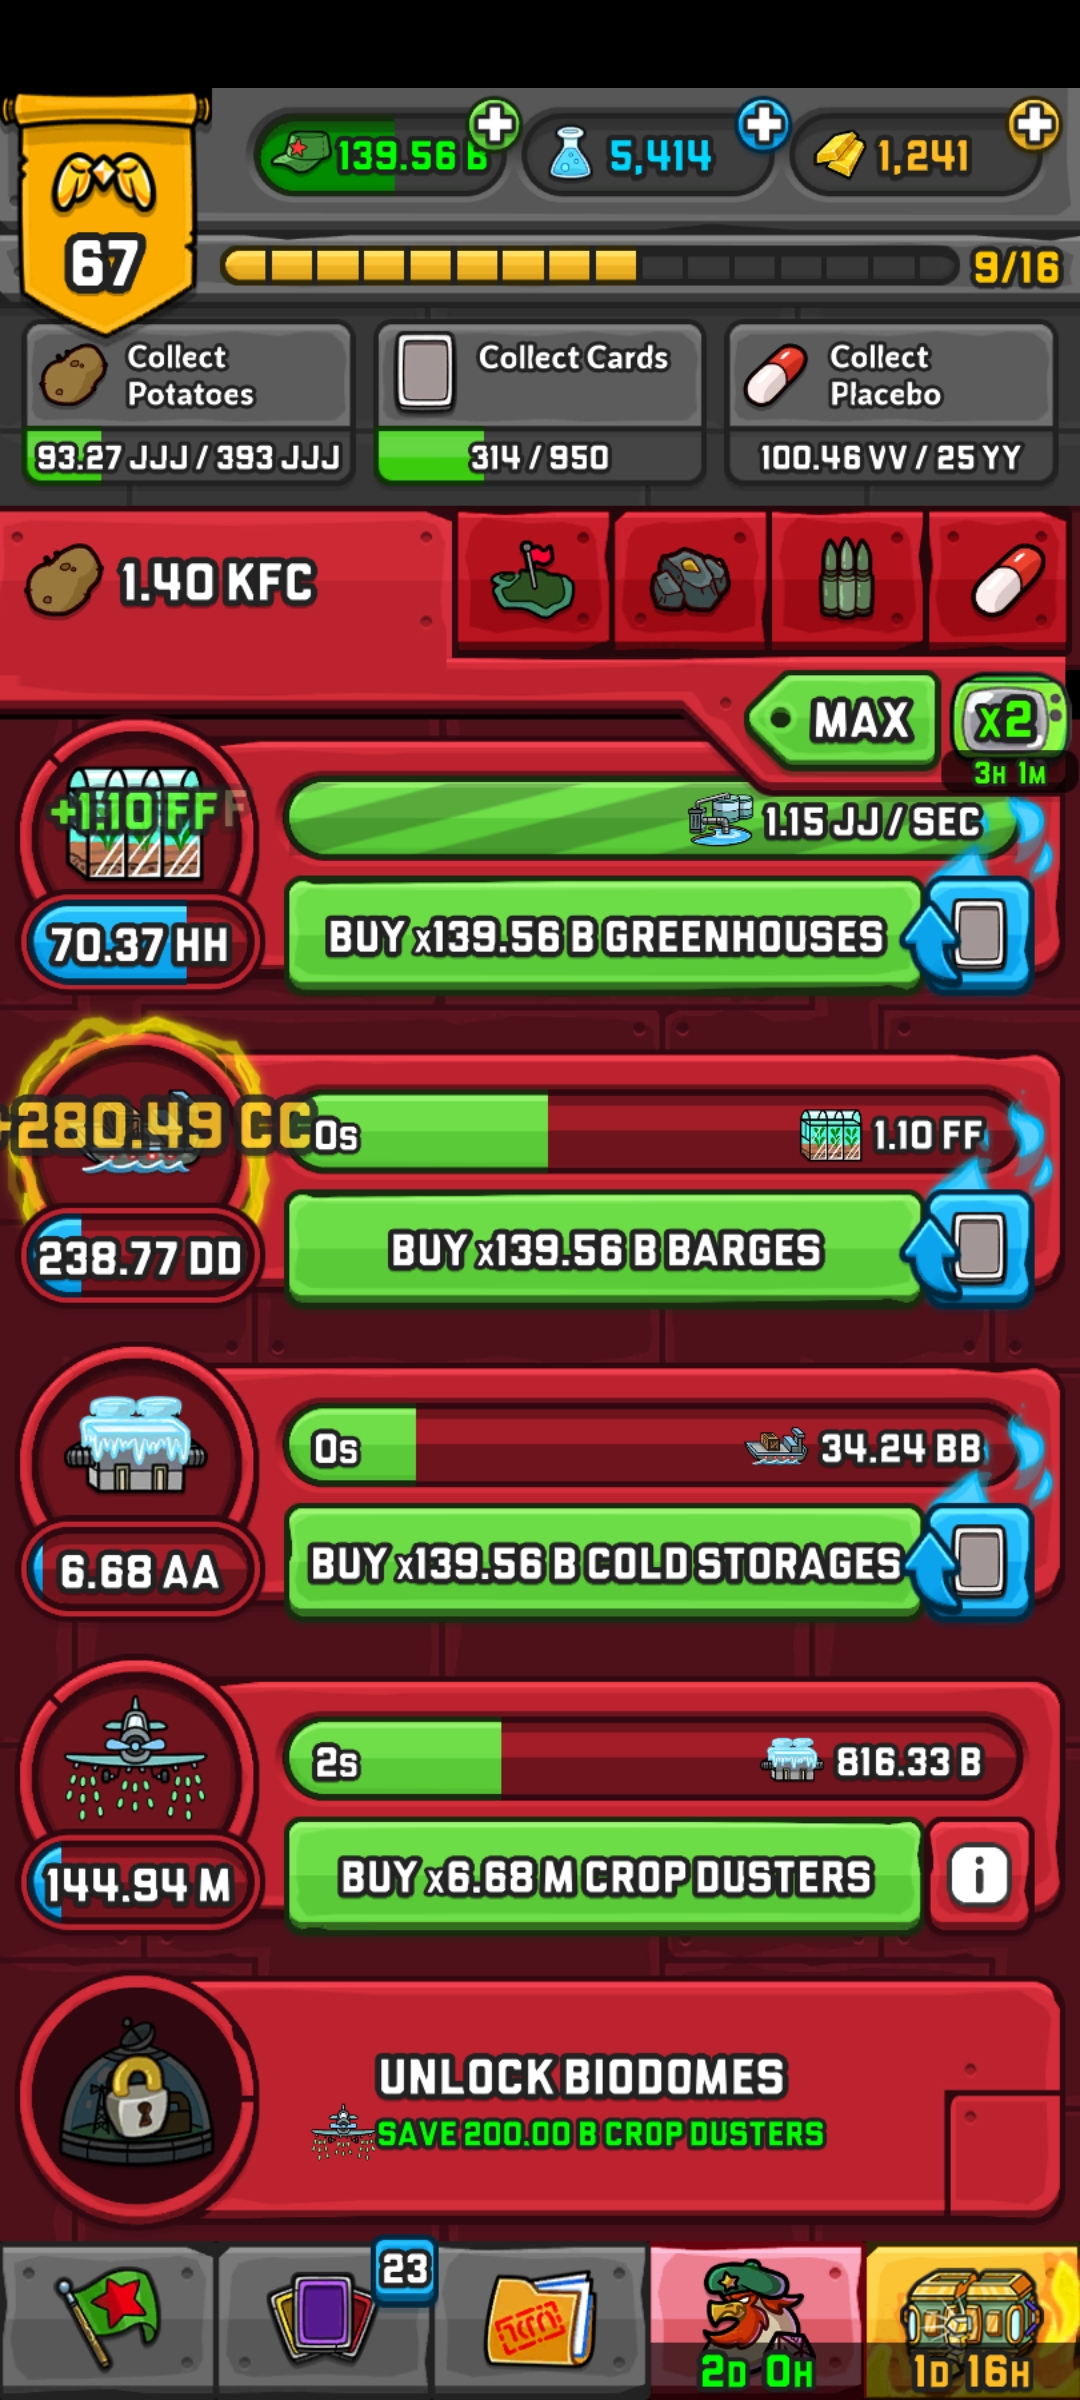 139.56 B
5,414
1,241
67
9/16
Collect
Potatoes
93.27 JJJ / 393 JJJ
Collect Cards
314 / 950
Collect
Placebo
100.46 VV / 25 YY
1.40 KFC
MAX
x2
3H 1M
+1.10 FFF
1.15 JJ / SEC
70.37 HH
BUY x139.56 B GREENHOUSES
+280.49 CC
0s
1.10 FF
238.77 DD
BUY x139.56 B BARGES
0s
34.24 BB
6.68 AA
BUY x139.56 B COLD STORAGES
2s
816.33 B
144.94 M
BUY x6.68 M CROP DUSTERS
i
UNLOCK BIODOMES
SAVE 200.00 B CROP DUSTERS
23
2D 0H
1D 16H